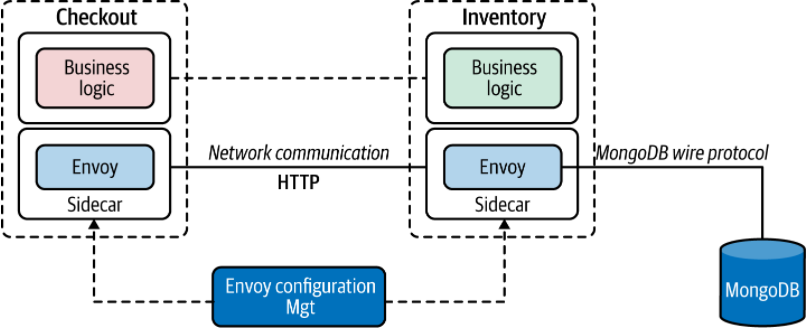 Checkout
Inventory
Business
logic
Business
logic
Network communication
HTTP
MongoDB wire protocol
Envoy
Sidecar
Envoy
Sidecar
Envoy configuration
Mgt
MongoDB